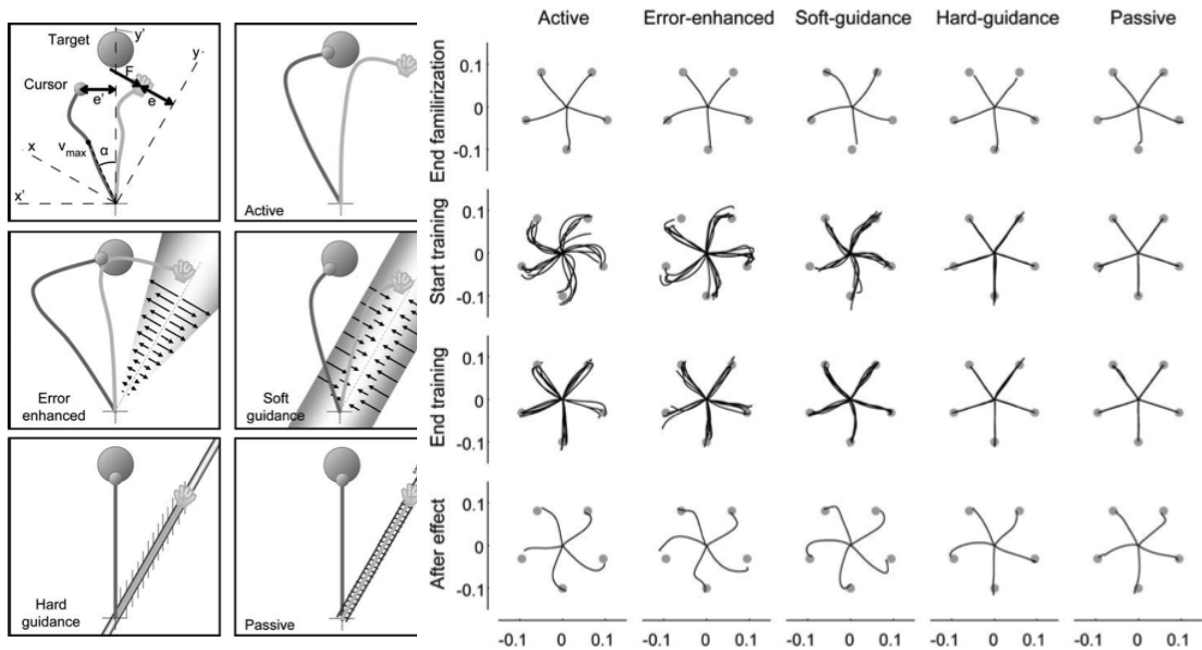 Target
y'
y
F
Cursor
e'
e
v_max
α
x
x'
Active
Error
enhanced
Soft
guidance
Hard
guidance
Passive
Active Error-enhanced Soft-guidance Hard-guidance Passive
End familirization
0.1
0
-0.1
Start training
0.1
0
-0.1
End training
0.1
0
-0.1
After effect
0.1
0
-0.1
-0.1 0 0.1 -0.1 0 0.1 -0.1 0 0.1 -0.1 0 0.1 -0.1 0 0.1